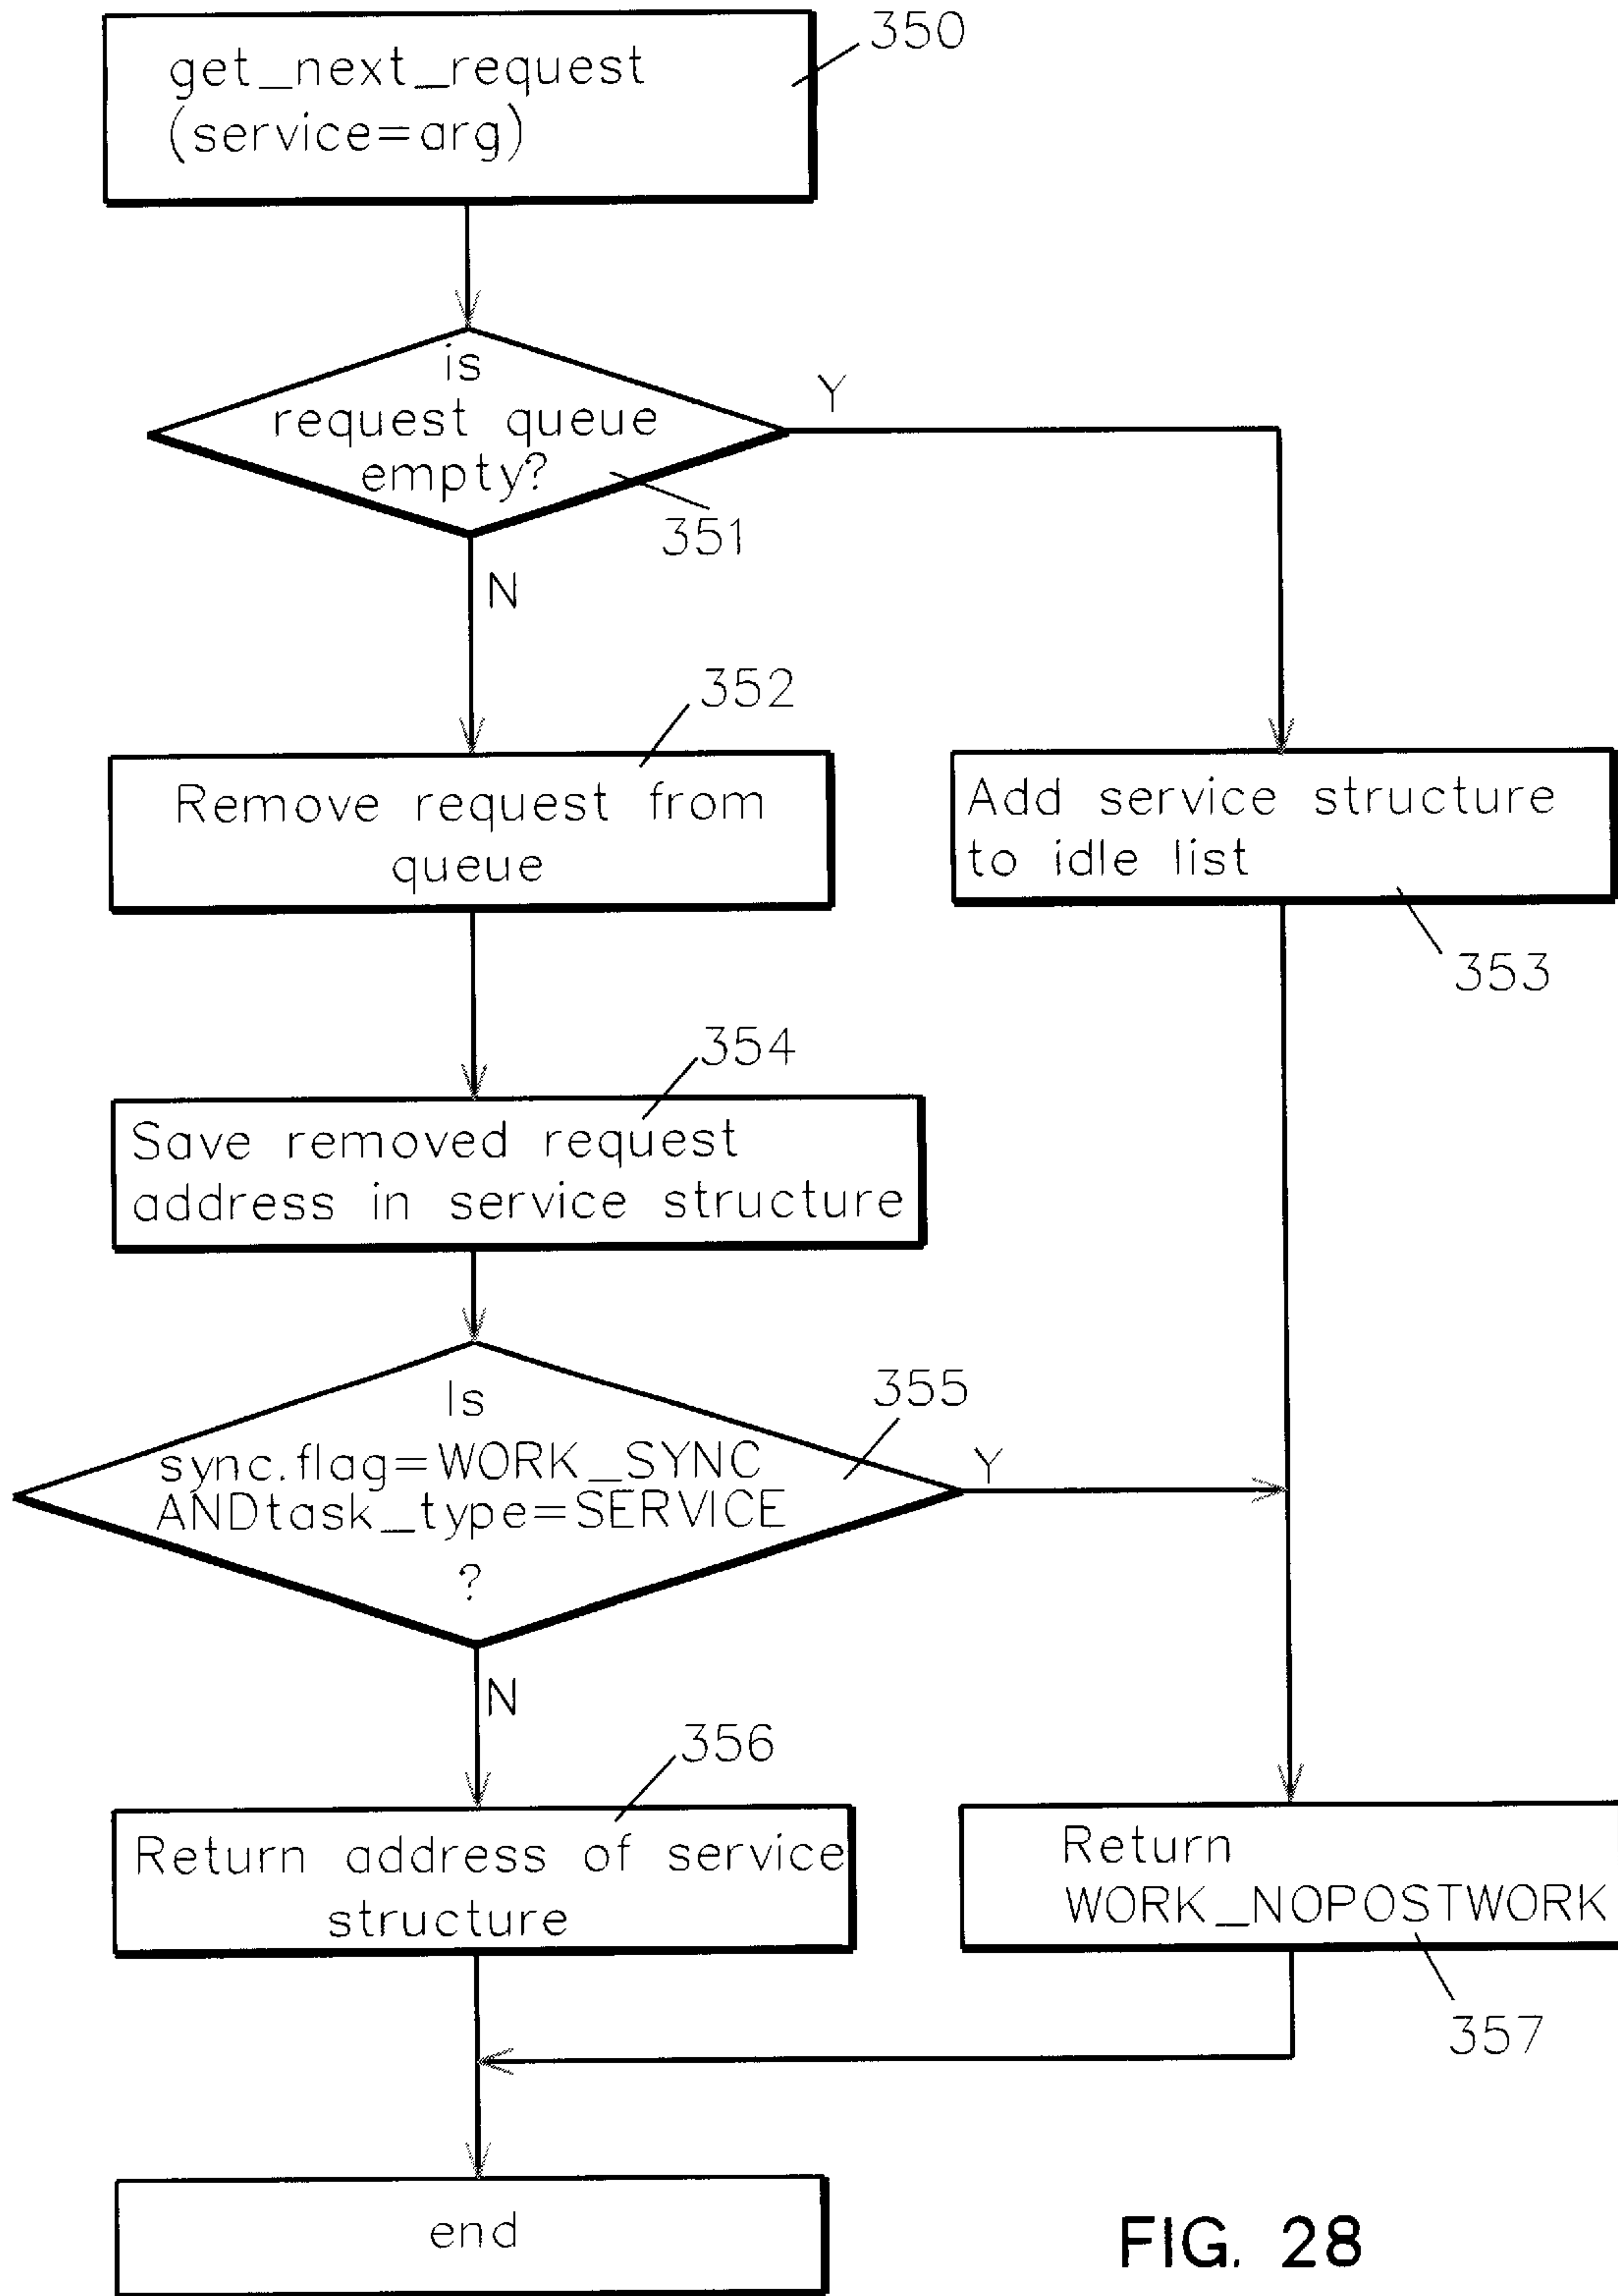 get_next_request
(service=arg)
350
is
request queue
empty?
351
Y
N
352
Remove request from
queue
Add service structure
to idle list
353
354
Save removed request
address in service structure
355
Is
sync.flag=WORK_SYNC
ANDtask_type=SERVICE
?
Y
N
356
Return address of service
structure
Return
WORK_NOPOSTWORK
357
end
FIG. 28